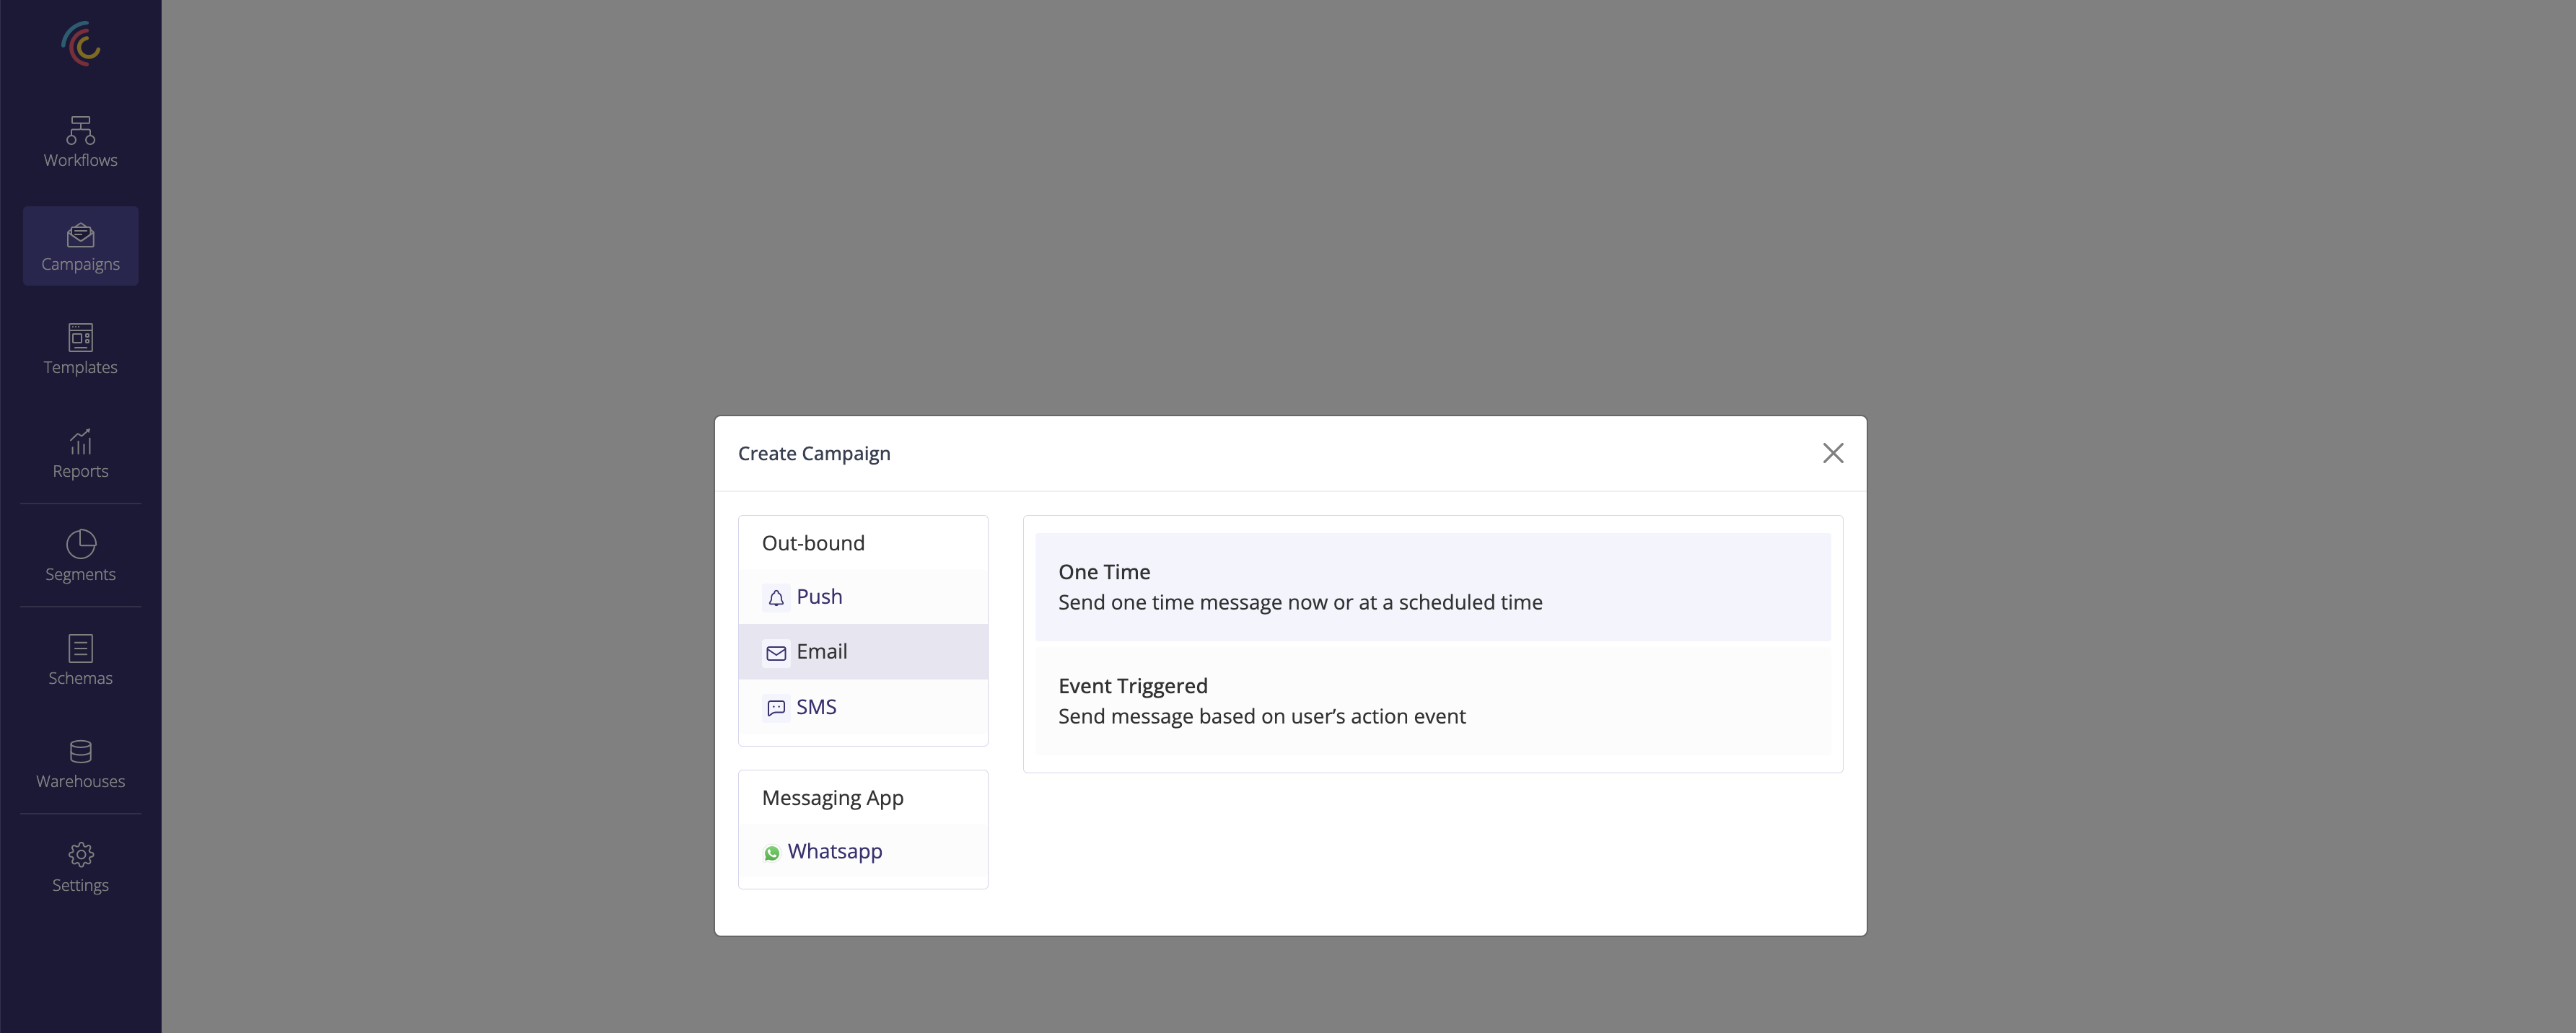 Workflows
Campaigns
Templates
Reports
Segments
Schemas
Warehouses
Settings
Create Campaign
Out-bound
Push
Email
SMS
Messaging App
Whatsapp
One Time
Send one time message now or at a scheduled time
Event Triggered
Send message based on user’s action event